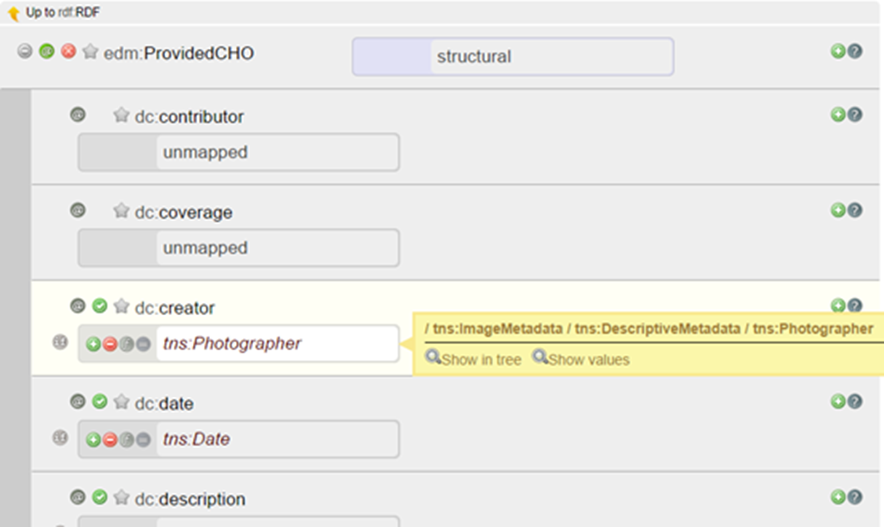 Up to rdf:RDF
edm:ProvidedCHO
structural
dc:contributor
unmapped
dc:coverage
unmapped
dc:creator
tns:Photographer
/ tns:ImageMetadata / tns:DescriptiveMetadata / tns:Photographer
Show in tree Show values
dc:date
tns:Date
dc:description